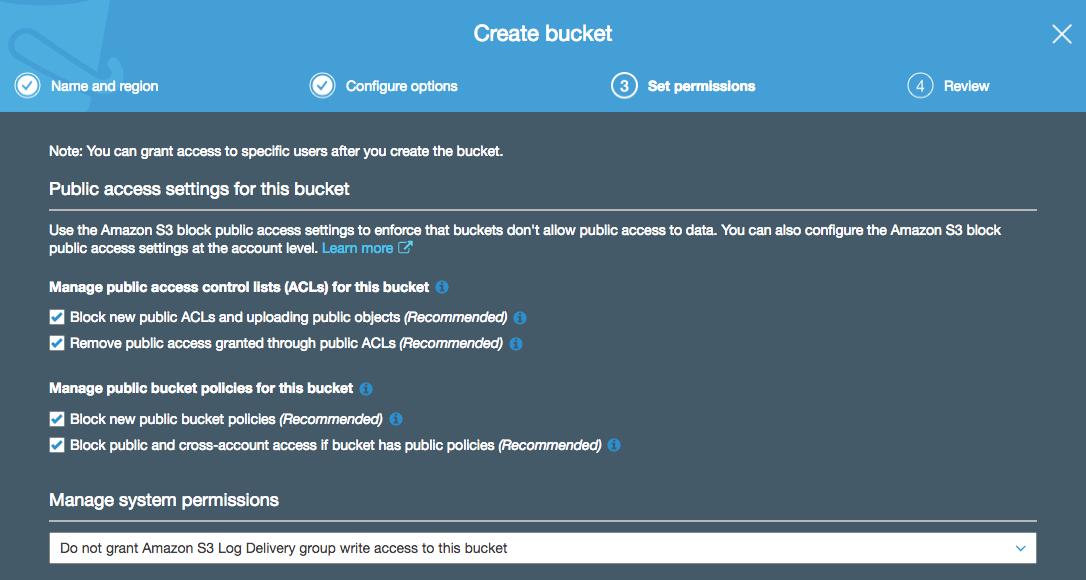 Create bucket
Name and region
Configure options
3 Set permissions
4 Review
Note: You can grant access to specific users after you create the bucket.
Public access settings for this bucket
Use the Amazon S3 block public access settings to enforce that buckets don't allow public access to data. You can also configure the Amazon S3 block
public access settings at the account level. Learn more
Manage public access control lists (ACLs) for this bucket
Block new public ACLs and uploading public objects (Recommended)
Remove public access granted through public ACLs (Recommended)
Manage public bucket policies for this bucket
Block new public bucket policies (Recommended)
Block public and cross-account access if bucket has public policies (Recommended)
Manage system permissions
Do not grant Amazon S3 Log Delivery group write access to this bucket